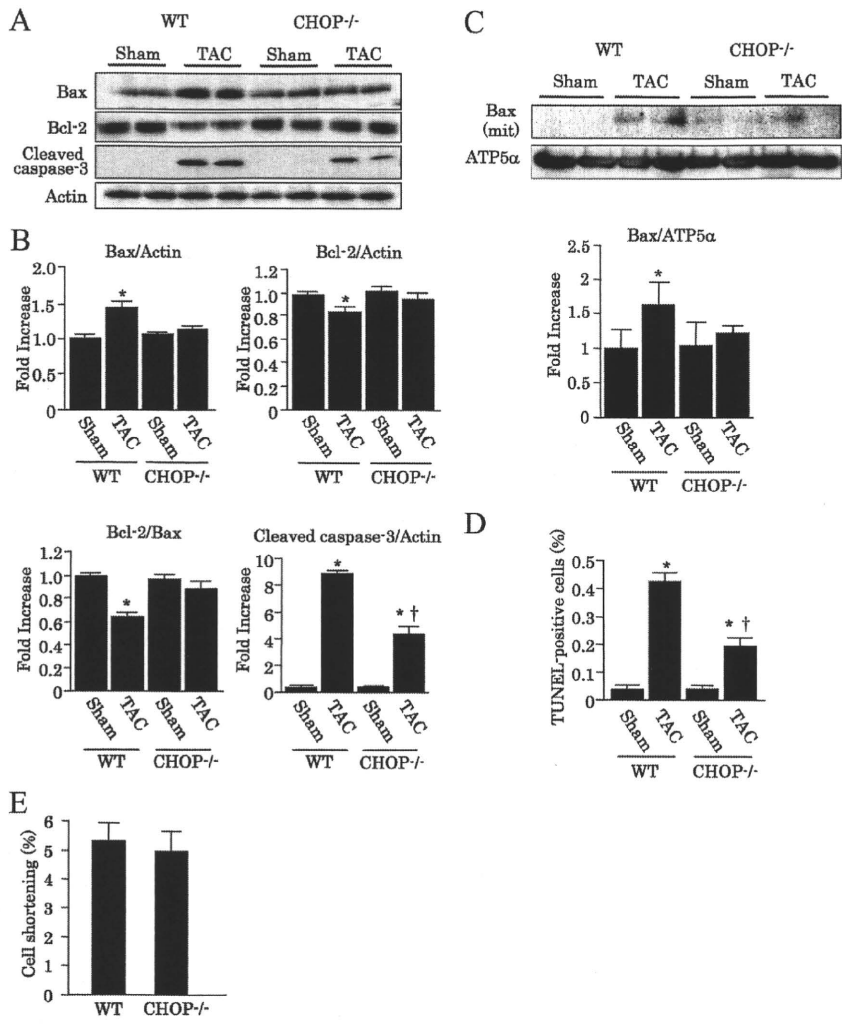 A
WT CHOP-/-
Sham TAC Sham TAC
Bax
Bcl-2
Cleaved
caspase-3
Actin
C
WT CHOP-/-
Sham TAC Sham TAC
Bax
(mit)
ATP5α
B
Bax/Actin
Fold Increase
2.0
1.5
1.0
0.5
0
*
Sham TAC Sham TAC
WT CHOP-/-
Bcl-2/Actin
Fold Increase
1.2
1.0
0.8
0.6
0.4
0.2
0
*
Sham TAC Sham TAC
WT CHOP-/-
Bax/ATP5α
Fold Increase
2.5
2.0
1.5
1
0.5
0
*
Sham TAC Sham TAC
WT CHOP-/-
Bcl-2/Bax
Fold Increase
1.2
1.0
0.8
0.6
0.4
0.2
0
*
Sham TAC Sham TAC
WT CHOP-/-
Cleaved caspase-3/Actin
Fold Increase
10
8
6
4
2
0
*
* †
Sham TAC Sham TAC
WT CHOP-/-
D
TUNEL-positive cells (%)
0.5
0.4
0.3
0.2
0.1
0
*
* †
Sham TAC Sham TAC
WT CHOP-/-
E
Cell shortening (%)
6
5
4
3
2
1
0
WT CHOP-/-